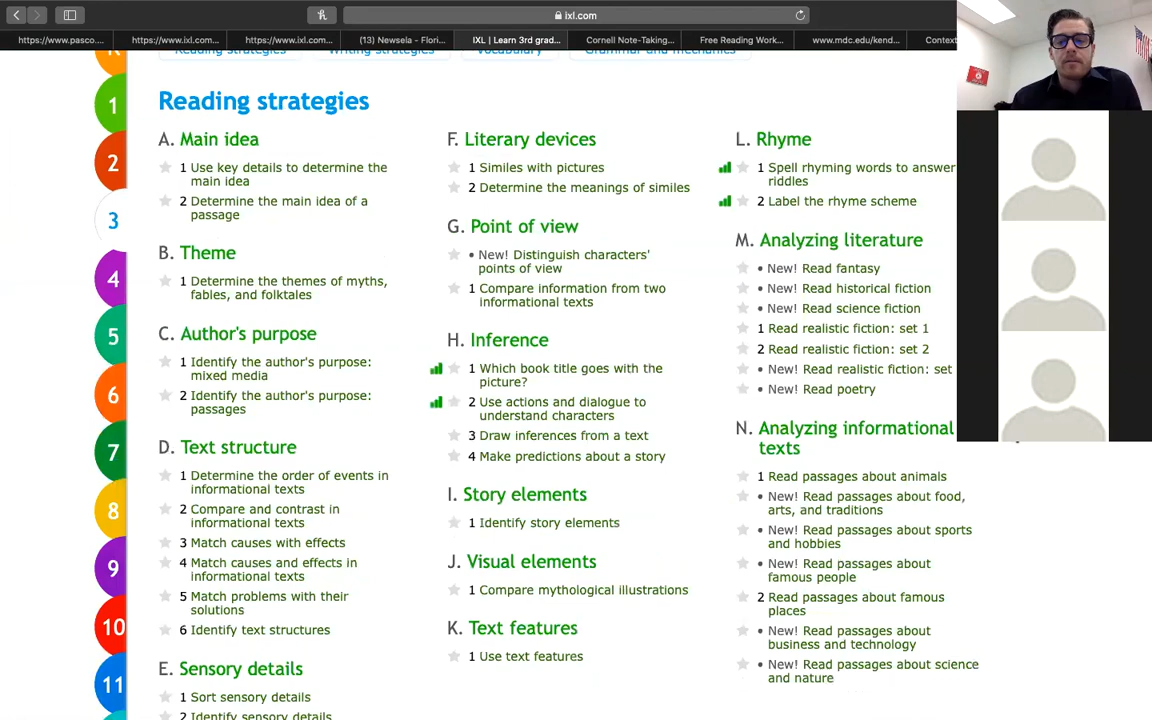 ixl.com
https://www.pasco....
https://www.ixl.com...
https://www.ixl.com...
(13) Newsela - Flori...
IXL | Learn 3rd grad...
Cornell Note-Taking...
Free Reading Work...
www.mdc.edu/kend...
Context
Reading strategies
Writing strategies
Vocabulary
Grammar and mechanics
K
1
2
3
4
5
6
7
8
9
10
11
Reading strategies
A. Main idea
1 Use key details to determine the
main idea
2 Determine the main idea of a
passage
B. Theme
1 Determine the themes of myths,
fables, and folktales
C. Author's purpose
1 Identify the author's purpose:
mixed media
2 Identify the author's purpose:
passages
D. Text structure
1 Determine the order of events in
informational texts
2 Compare and contrast in
informational texts
3 Match causes with effects
4 Match causes and effects in
informational texts
5 Match problems with their
solutions
6 Identify text structures
E. Sensory details
1 Sort sensory details
2 Identify sensory details
F. Literary devices
1 Similes with pictures
2 Determine the meanings of similes
G. Point of view
• New! Distinguish characters'
points of view
1 Compare information from two
informational texts
H. Inference
1 Which book title goes with the
picture?
2 Use actions and dialogue to
understand characters
3 Draw inferences from a text
4 Make predictions about a story
I. Story elements
1 Identify story elements
J. Visual elements
1 Compare mythological illustrations
K. Text features
1 Use text features
L. Rhyme
1 Spell rhyming words to answer
riddles
2 Label the rhyme scheme
M. Analyzing literature
• New! Read fantasy
• New! Read historical fiction
• New! Read science fiction
1 Read realistic fiction: set 1
2 Read realistic fiction: set 2
• New! Read realistic fiction: set
• New! Read poetry
N. Analyzing informational
texts
1 Read passages about animals
• New! Read passages about food,
arts, and traditions
• New! Read passages about sports
and hobbies
• New! Read passages about
famous people
2 Read passages about famous
places
• New! Read passages about
business and technology
• New! Read passages about science
and nature